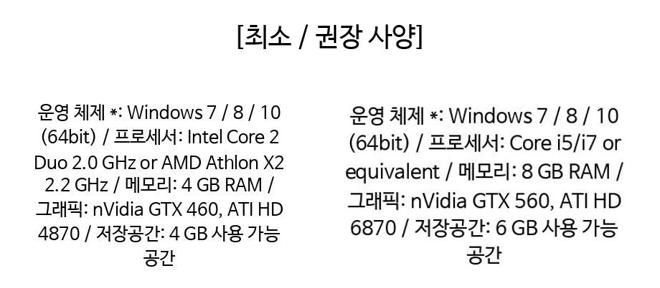 [최소 / 권장 사양]
운영 체제 *: Windows 7 / 8 / 10
(64bit) / 프로세서: Intel Core 2
Duo 2.0 GHz or AMD Athlon X2
2.2 GHz / 메모리: 4 GB RAM /
그래픽: nVidia GTX 460, ATI HD
4870 / 저장공간: 4 GB 사용 가능
공간
운영 체제 *: Windows 7 / 8 / 10
(64bit) / 프로세서: Core i5/i7 or
equivalent / 메모리: 8 GB RAM /
그래픽: nVidia GTX 560, ATI HD
6870 / 저장공간: 6 GB 사용 가능
공간